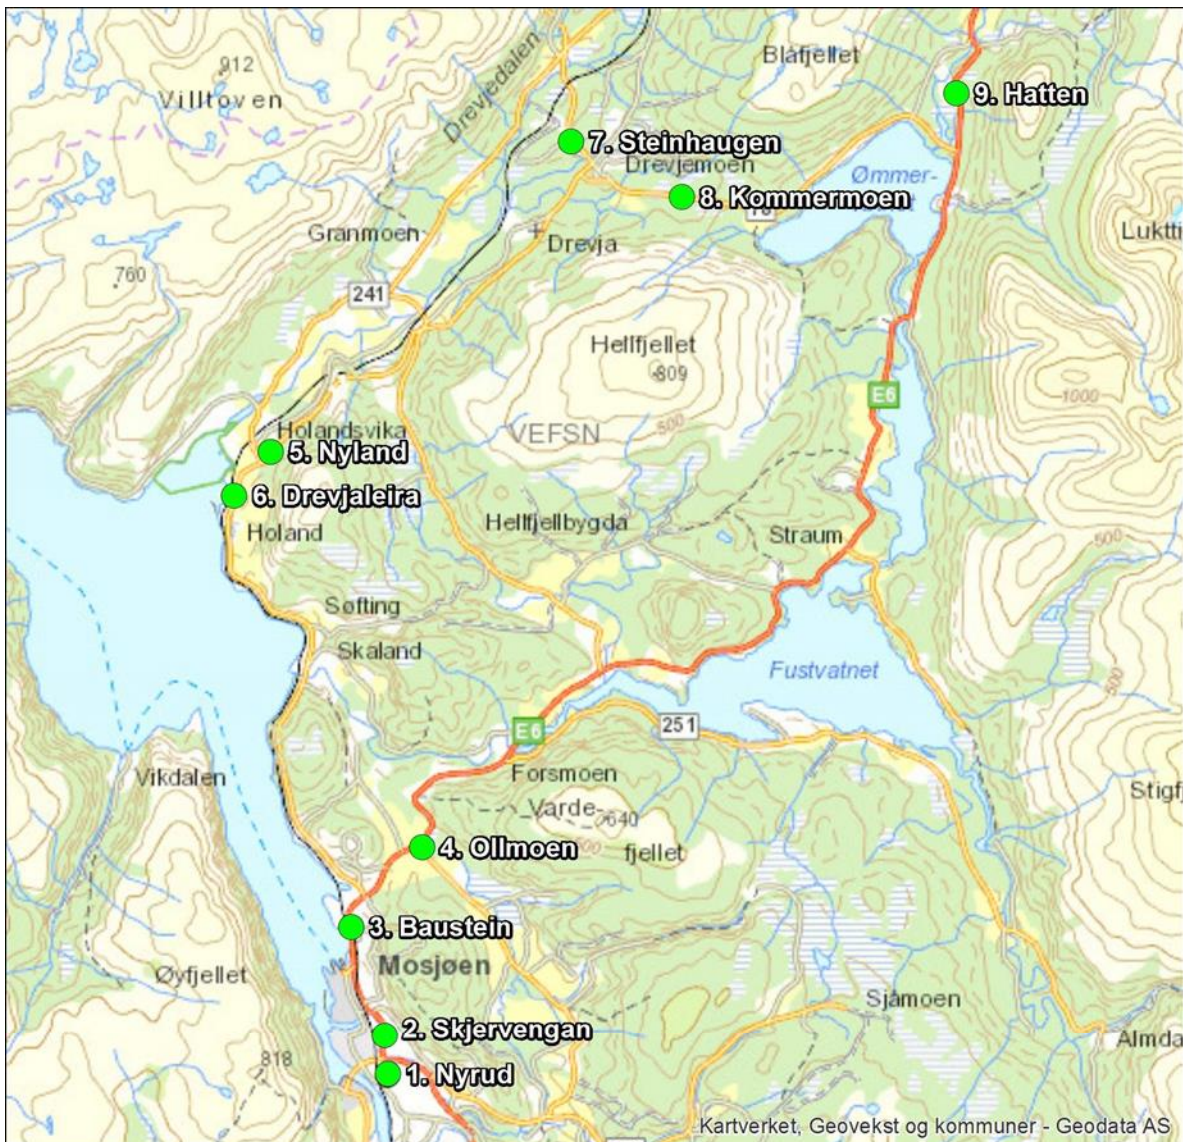 Blåfjellet
912
Villtoven
Drevjedalen
9. Hatten
7. Steinhaugen
Drevjemoen
Ømmer-
8. Kommermoen
Granmoen
Drevja
760
241
Hellfjellet
809
E6
1000
500
VEFSN
Holandsvika
5. Nyland
6. Drevjaleira
Holand
Hellfjellbygda
Straum
500
Søfting
Skaland
Fustvatnet
500
251
E6
Vikdalen
Forsmoen
Varde-
640
fjellet
4. Ollmoen
3. Baustein
Mosjøen
Øyfjellet
Sjåmoen
2. Skjervengan
818
1. Nyrud
Kartverket, Geovekst og kommuner - Geodata AS